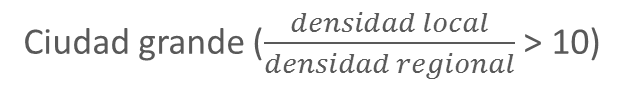 Ciudad grande (densidad local / densidad regional > 10)